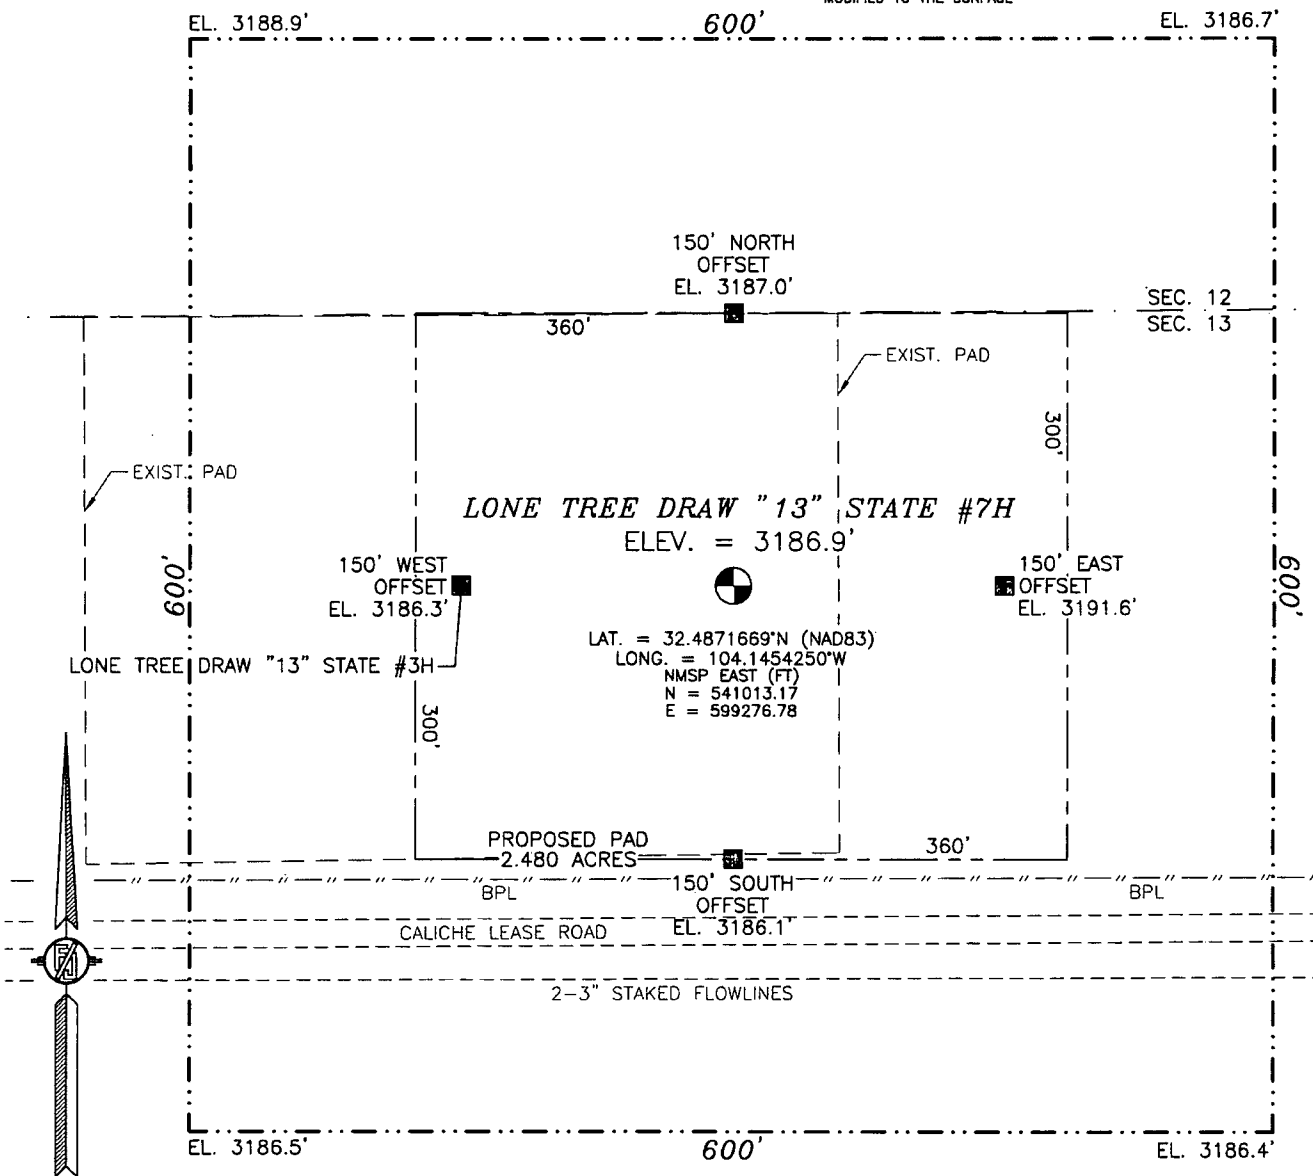 MODIFIED TO THE SURFACE
EL. 3188.9'
600'
EL. 3186.7'
150' NORTH
OFFSET
EL. 3187.0'
SEC. 12
SEC. 13
360'
EXIST. PAD
300'
EXIST. PAD
LONE TREE DRAW "13" STATE #7H
ELEV. = 3186.9'
150' WEST
OFFSET
EL. 3186.3'
150' EAST
OFFSET
EL. 3191.6'
600'
600'
LAT. = 32.4871669°N (NAD83)
LONG. = 104.1454250°W
NMSP EAST (FT)
N = 541013.17
E = 599276.78
LONE TREE DRAW "13" STATE #3H
300'
PROPOSED PAD
2.480 ACRES
360'
BPL
150' SOUTH
OFFSET
EL. 3186.1'
BPL
CALICHE LEASE ROAD
2-3" STAKED FLOWLINES
EL. 3186.5'
600'
EL. 3186.4'